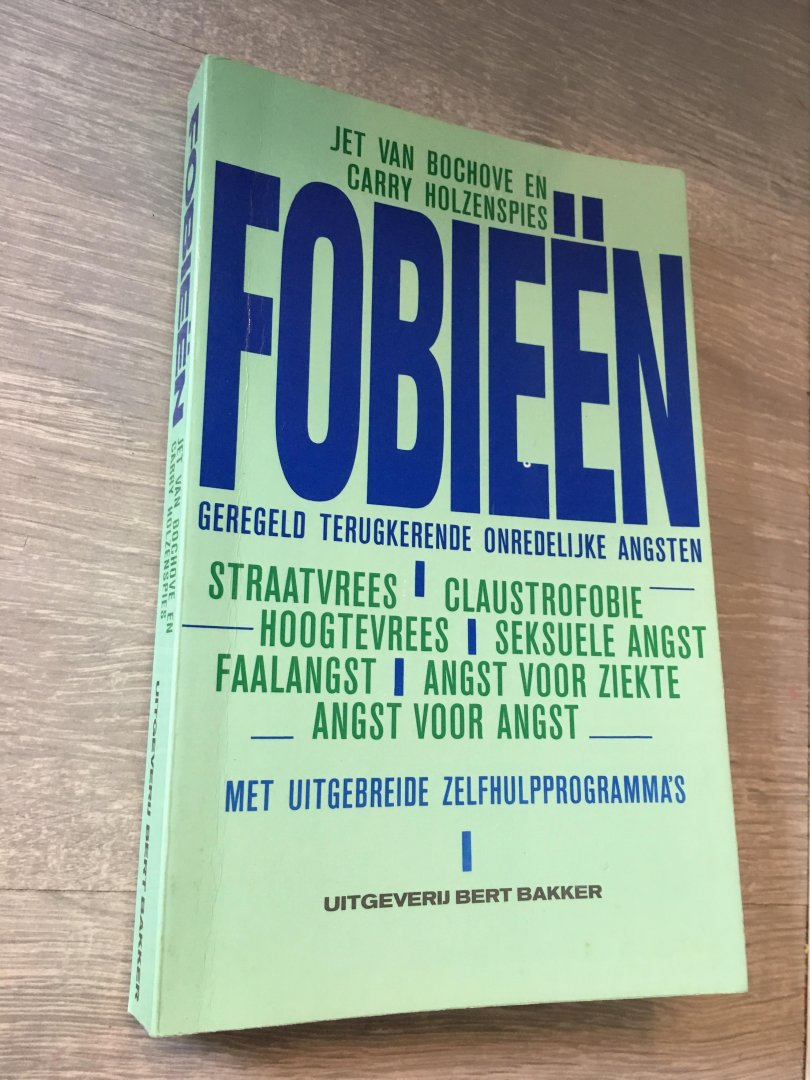 JET VAN BOCHOVE EN
CARRY HOLZENSPIES
FOBIEËN
GEREGELD TERUGKERENDE ONREDELIJKE ANGSTEN
STRAATVREES | CLAUSTROFOBIE
HOOGTEVREES | SEKSUELE ANGST
FAALANGST | ANGST VOOR ZIEKTE
ANGST VOOR ANGST
MET UITGEBREIDE ZELFHULPPROGRAMMA'S
UITGEVERIJ BERT BAKKER
FOBIEËN
JET VAN BOCHOVE EN
CARRY HOLZENSPIES
UITGEVERIJ BERT BAKKER